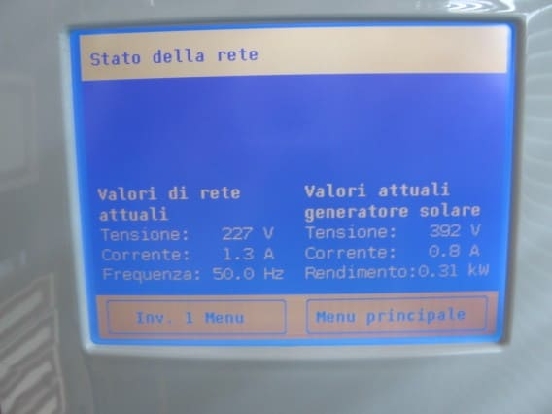 Stato della rete
Valori di rete attuali
Tensione: 227 V
Corrente: 1.3 A
Frequenza: 50.0 Hz
Valori attuali generatore solare
Tensione: 392 V
Corrente: 0.8 A
Rendimento:0.31 kW
Inv. 1 Menu
Menu principale